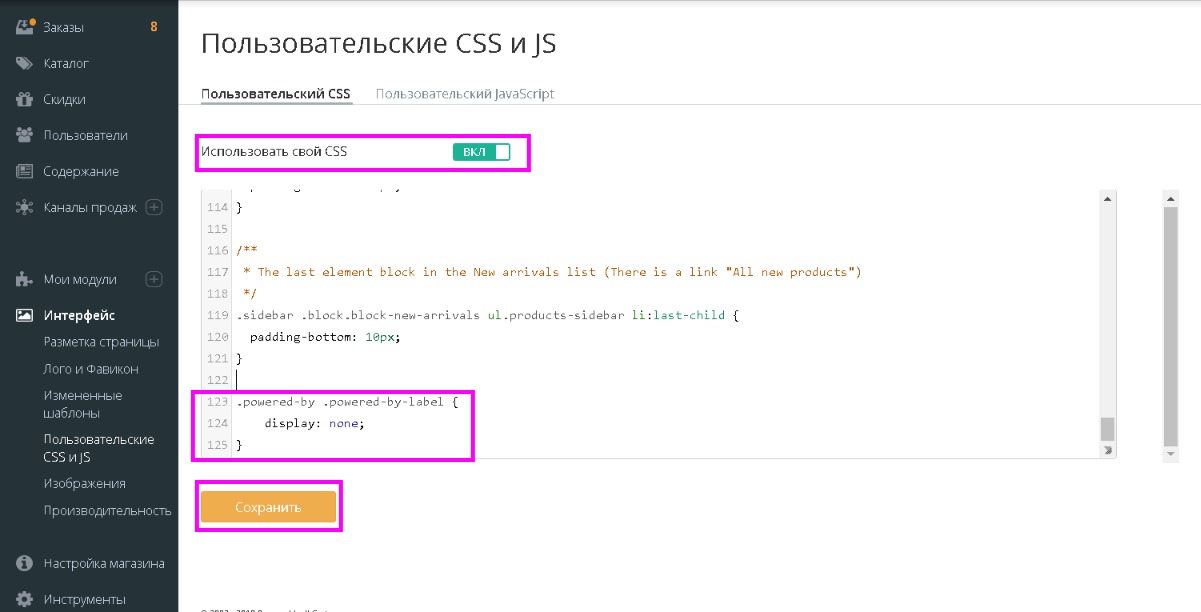 Заказы 8
Каталог
Скидки
Пользователи
Содержание
Каналы продаж
Мои модули
Интерфейс
Разметка страницы
Лого и Фавикон
Измененные
шаблоны
Пользовательские
CSS и JS
Изображения
Производительность
Настройка магазина
Инструменты
Пользовательские CSS и JS
Пользовательский CSS Пользовательский JavaScript
Использовать свой CSS ВКЛ
114 }
115
116 /**
117 * The last element block in the New arrivals list (There is a link "All new products")
118 */
119 .sidebar .block.block-new-arrivals ul.products-sidebar li:last-child {
120 padding-bottom: 10px;
121 }
122
123 .powered-by .powered-by-label {
124 display: none;
125 }
Сохранить